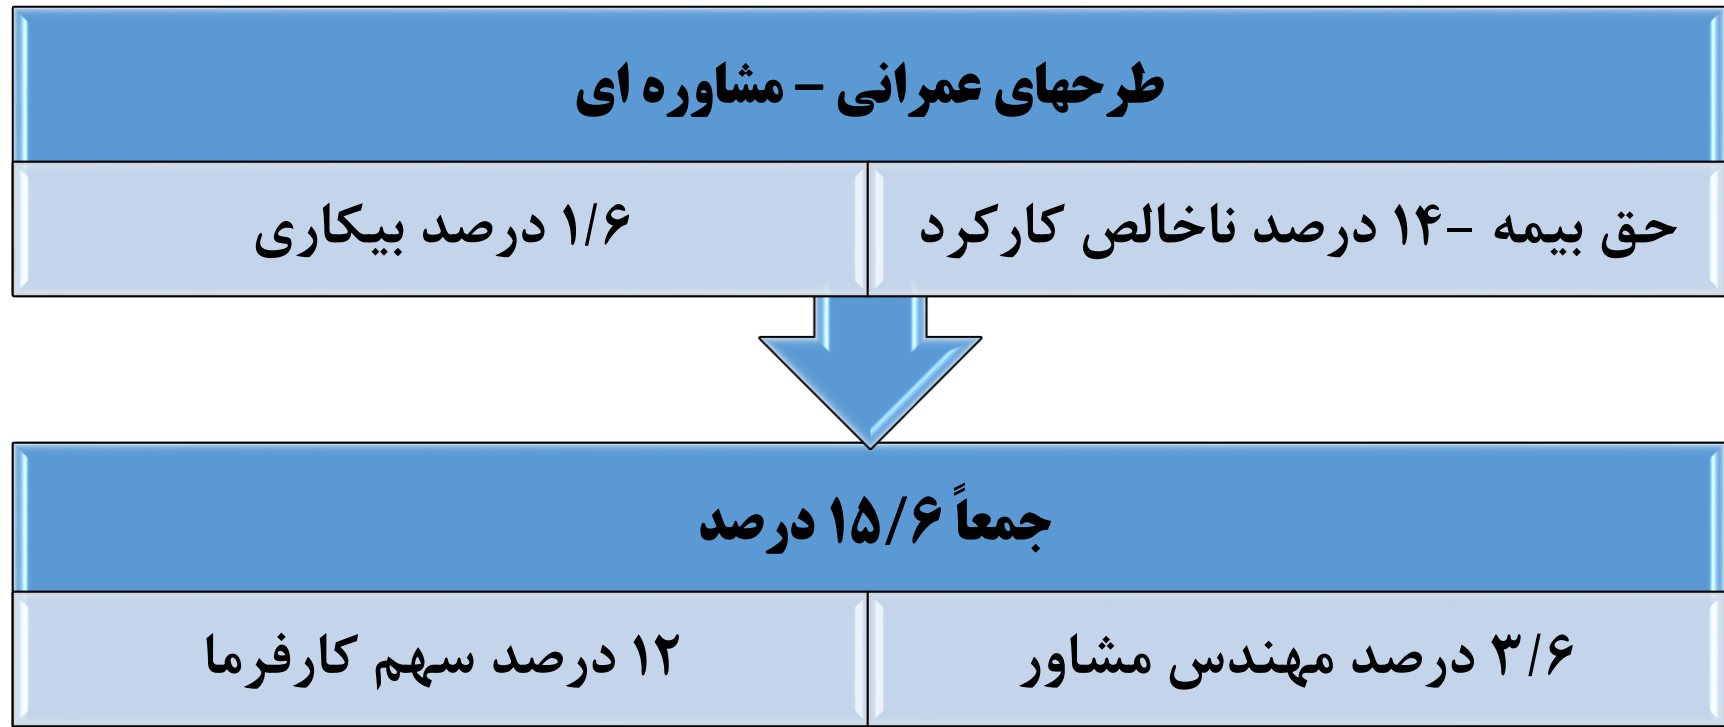 طرحهای عمرانی – مشاوره ای
حق بیمه –۱۴ درصد ناخالص کارکرد
۱/۶ درصد بیکاری
جمعاً ۱۵/۶ درصد
۳/۶ درصد مهندس مشاور
۱۲ درصد سهم کارفرما